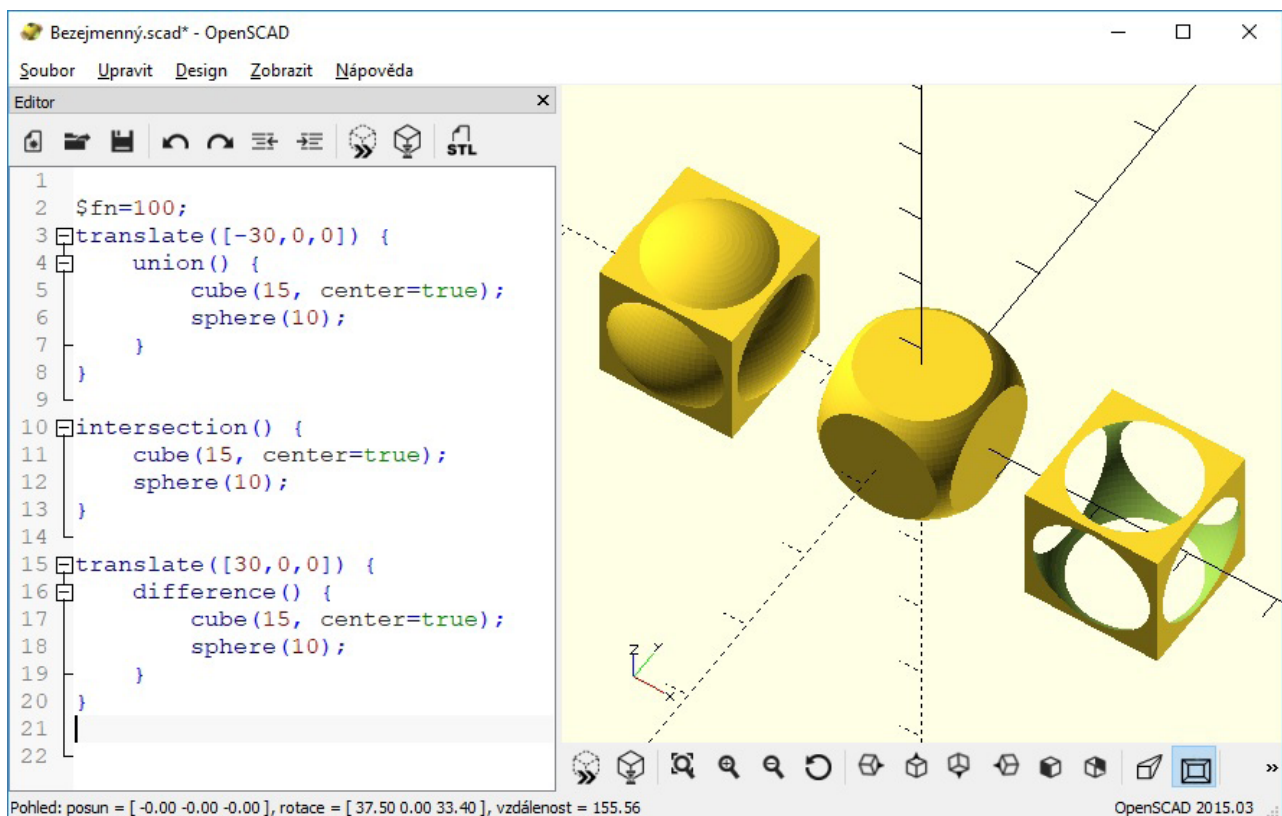 Bezejmenný.scad* - OpenSCAD
Soubor Upravit Design Zobrazit Nápověda
Editor
STL
1
2 $fn=100;
3 translate([-30,0,0]) {
4     union() {
5         cube(15, center=true);
6         sphere(10);
7     }
8 }
9
10 intersection() {
11     cube(15, center=true);
12     sphere(10);
13 }
14
15 translate([30,0,0]) {
16     difference() {
17         cube(15, center=true);
18         sphere(10);
19     }
20 }
21
22
Z
Y
X
»
Pohled: posun = [ -0.00 -0.00 -0.00 ], rotace = [ 37.50 0.00 33.40 ], vzdálenost = 155.56
OpenSCAD 2015.03